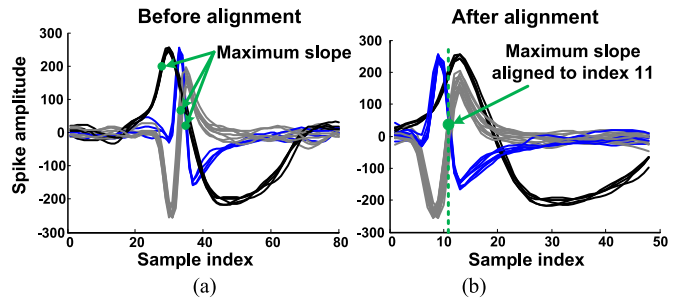 Before alignment
After alignment
Spike amplitude
300
200
100
0
-100
-200
-300
Maximum slope
0
20
40
60
80
Sample index
(a)
300
200
100
0
-100
-200
-300
Maximum slope
aligned to index 11
0
10
20
30
40
50
Sample index
(b)